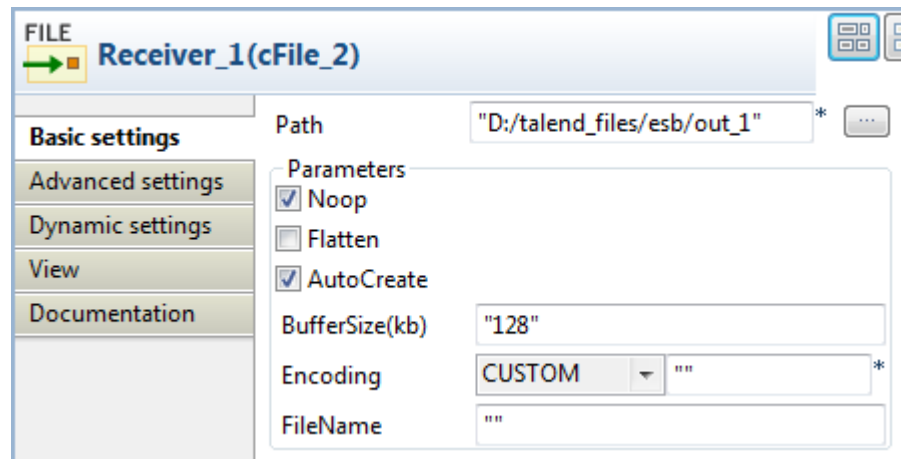 FILE
Receiver_1(cFile_2)
Basic settings
Advanced settings
Dynamic settings
View
Documentation
Path "D:/talend_files/esb/out_1" * ...
Parameters
Noop
Flatten
AutoCreate
BufferSize(kb) "128"
Encoding CUSTOM "" *
FileName ""